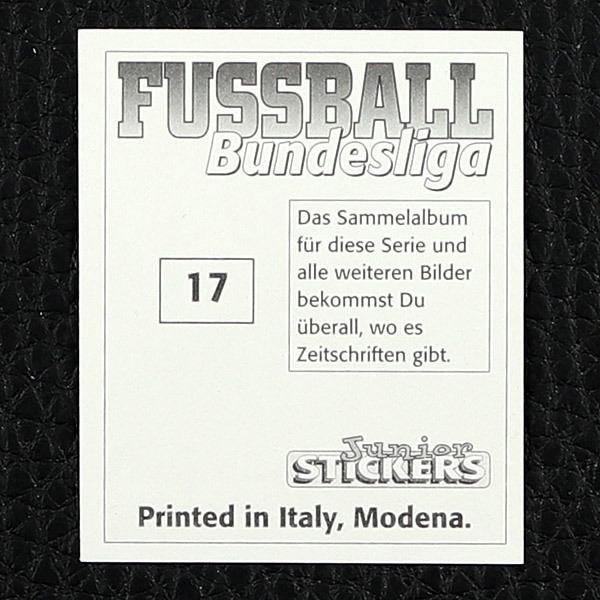 FUSSBALL
Bundesliga
Das Sammelalbum
für diese Serie und
alle weiteren Bilder
bekommst Du
überall, wo es
Zeitschriften gibt.
17
Junior
STICKERS
Printed in Italy, Modena.